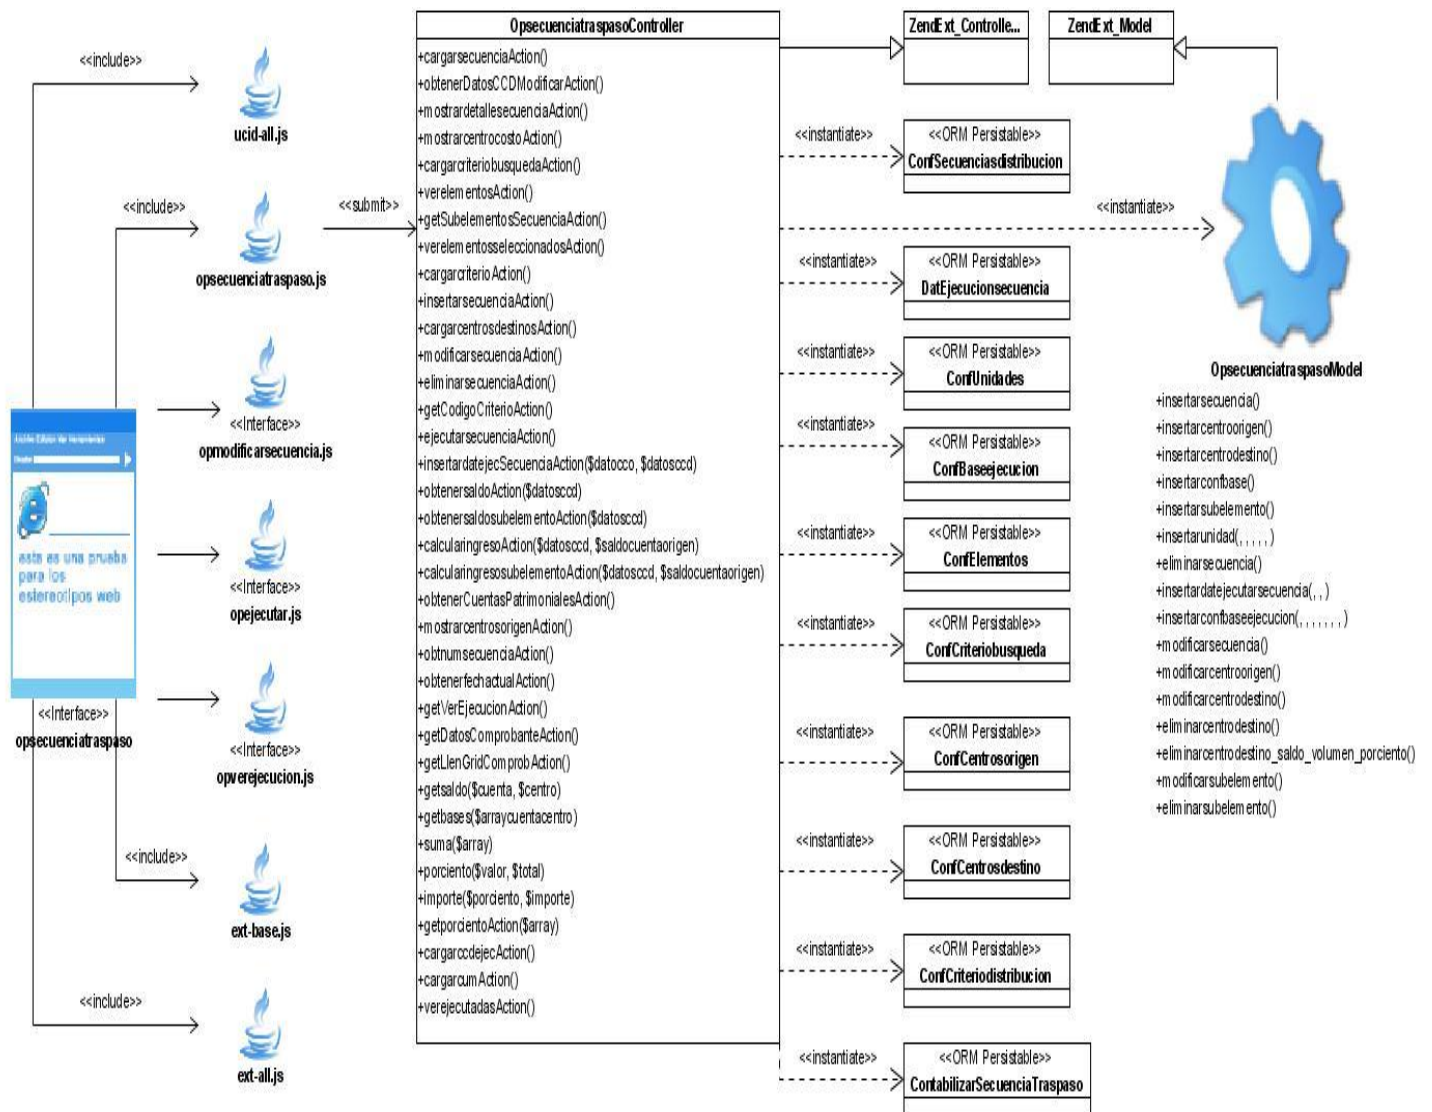 <<include>>
ucid-all.js
<<include>>
<<submit>>
opsecuenciatraspaso.js
<<Interface>>
opmodificarsecuencia.js
este es una prueba
para los
estereotipos web
<<Interface>>
opejecutar.js
<<Interface>>
opsecuenciatraspaso
<<Interface>>
opverejecucion.js
<<include>>
ext-base.js
<<include>>
ext-all.js
OpsecuenciatraspasoController
+cargarsecuenciaAction()
+obtenerDatosCCDModificarAction()
+mostrardetallesecuenciaAction()
+mostrarcentrocostoAction()
+cargarcriteriobusquedaAction()
+verelementosAction()
+getSubelementosSecuenciaAction()
+verelementosseleccionadosAction()
+cargarcriterioAction()
+insertarsecuenciaAction()
+cargarcentrosdestinosAction()
+modificarsecuenciaAction()
+eliminarsecuenciaAction()
+getCodigoCriterioAction()
+ejecutarsecuenciaAction()
+insertardatejecSecuenciaAction($datocco, $datosccd)
+obtenersaldoAction($datosccd)
+obtenersaldosubelementoAction($datosccd)
+calcularingresoAction($datosccd, $saldocuentaorigen)
+calcularingresosubelementoAction($datosccd, $saldocuentaorigen)
+obtenerCuentasPatrimonialesAction()
+mostrarcentrosorigenAction()
+obtnumsecuenciaAction()
+obtenerfechactualAction()
+getVerEjecucionAction()
+getDatosComprobanteAction()
+getLlenGridComprobAction()
+getsaldo($cuenta, $centro)
+getbases($arraycuentacentro)
+suma($array)
+porciento($valor, $total)
+importe($porciento, $importe)
+getporcientoAction($array)
+cargarccdejecAction()
+cargarcumAction()
+verejecutadasAction()
ZendExt_Controlle...
ZendExt_Model
<<instantiate>>
<<ORM Persistable>>
ConfSecuenciasdistribucion
<<instantiate>>
<<instantiate>>
<<ORM Persistable>>
DatEjecucionsecuencia
<<instantiate>>
<<ORM Persistable>>
ConfUnidades
<<instantiate>>
<<ORM Persistable>>
ConfBaseejecucion
<<instantiate>>
<<ORM Persistable>>
ConfElementos
<<instantiate>>
<<ORM Persistable>>
ConfCriteriobusqueda
<<instantiate>>
<<ORM Persistable>>
ConfCentrosorigen
<<instantiate>>
<<ORM Persistable>>
ConfCentrosdestino
<<instantiate>>
<<ORM Persistable>>
ConfCriteriodistribucion
<<instantiate>>
<<ORM Persistable>>
ContabilizarSecuenciaTraspaso
OpsecuenciatraspasoModel
+insertarsecuencia()
+insertarcentroorigen()
+insertarcentrodestino()
+insertarconfbase()
+insertarsubelemento()
+insertarunidad(, , , , , )
+eliminarsecuencia()
+insertardatejecutarsecuencia(, , )
+insertarconfbaseejecucion(, , , , , , , )
+modificarsecuencia()
+modificarcentroorigen()
+modificarcentrodestino()
+eliminarcentrodestino()
+eliminarcentrodestino_saldo_volumen_porciento()
+modificarsubelemento()
+eliminarsubelemento()